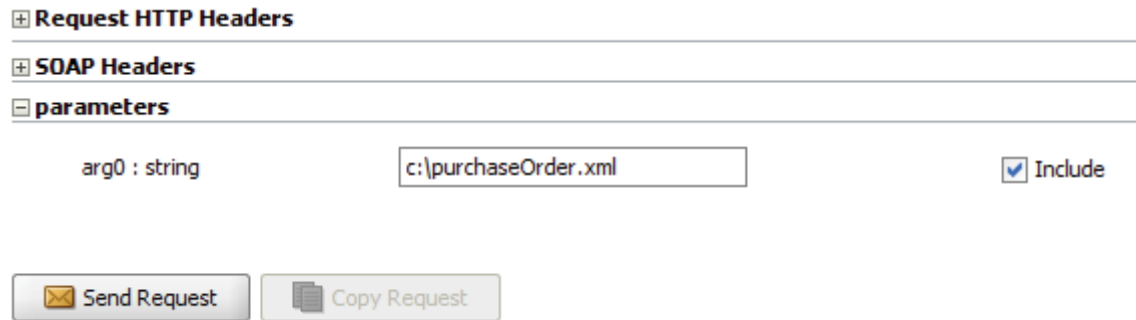 Request HTTP Headers
SOAP Headers
parameters
arg0 : string c:\purchaseOrder.xml Include
Send Request Copy Request